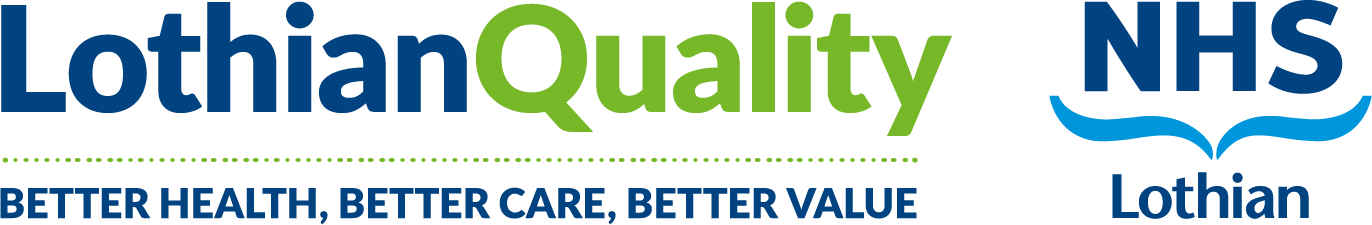 LothianQuality
BETTER HEALTH, BETTER CARE, BETTER VALUE
NHS
Lothian